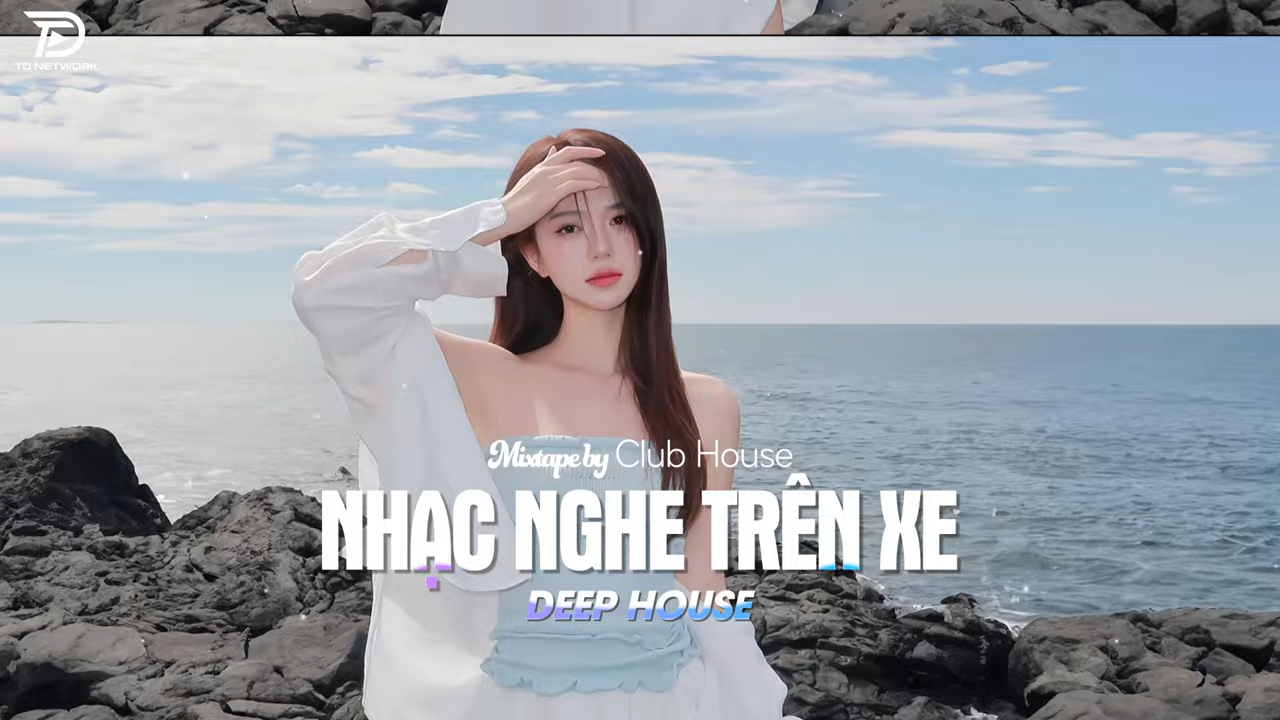 TD NETWORK
Mixtape by Club House
NHẠC NGHE TRÊN XE
DEEP HOUSE